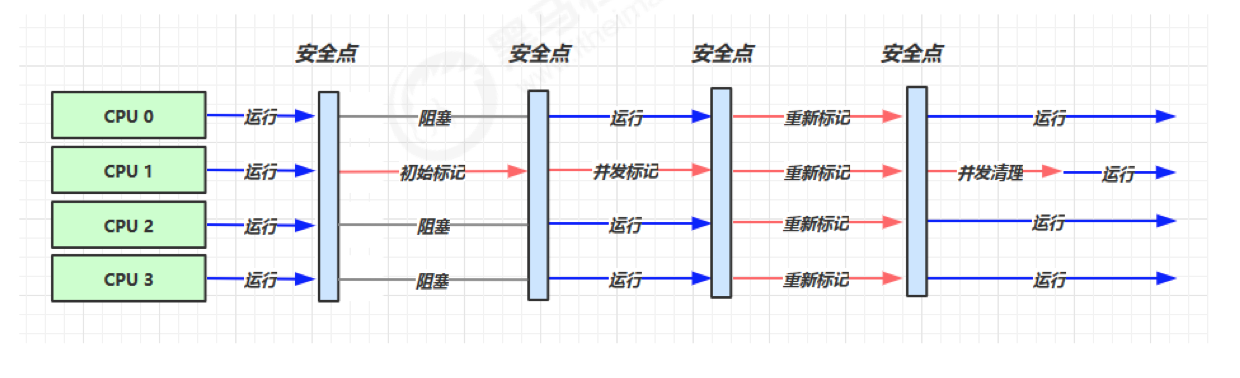 安全点 安全点 安全点 安全点
CPU 0 运行 阻塞 运行 重新标记 运行
CPU 1 运行 初始标记 并发标记 重新标记 并发清理 运行
CPU 2 运行 阻塞 运行 重新标记 运行
CPU 3 运行 阻塞 运行 重新标记 运行